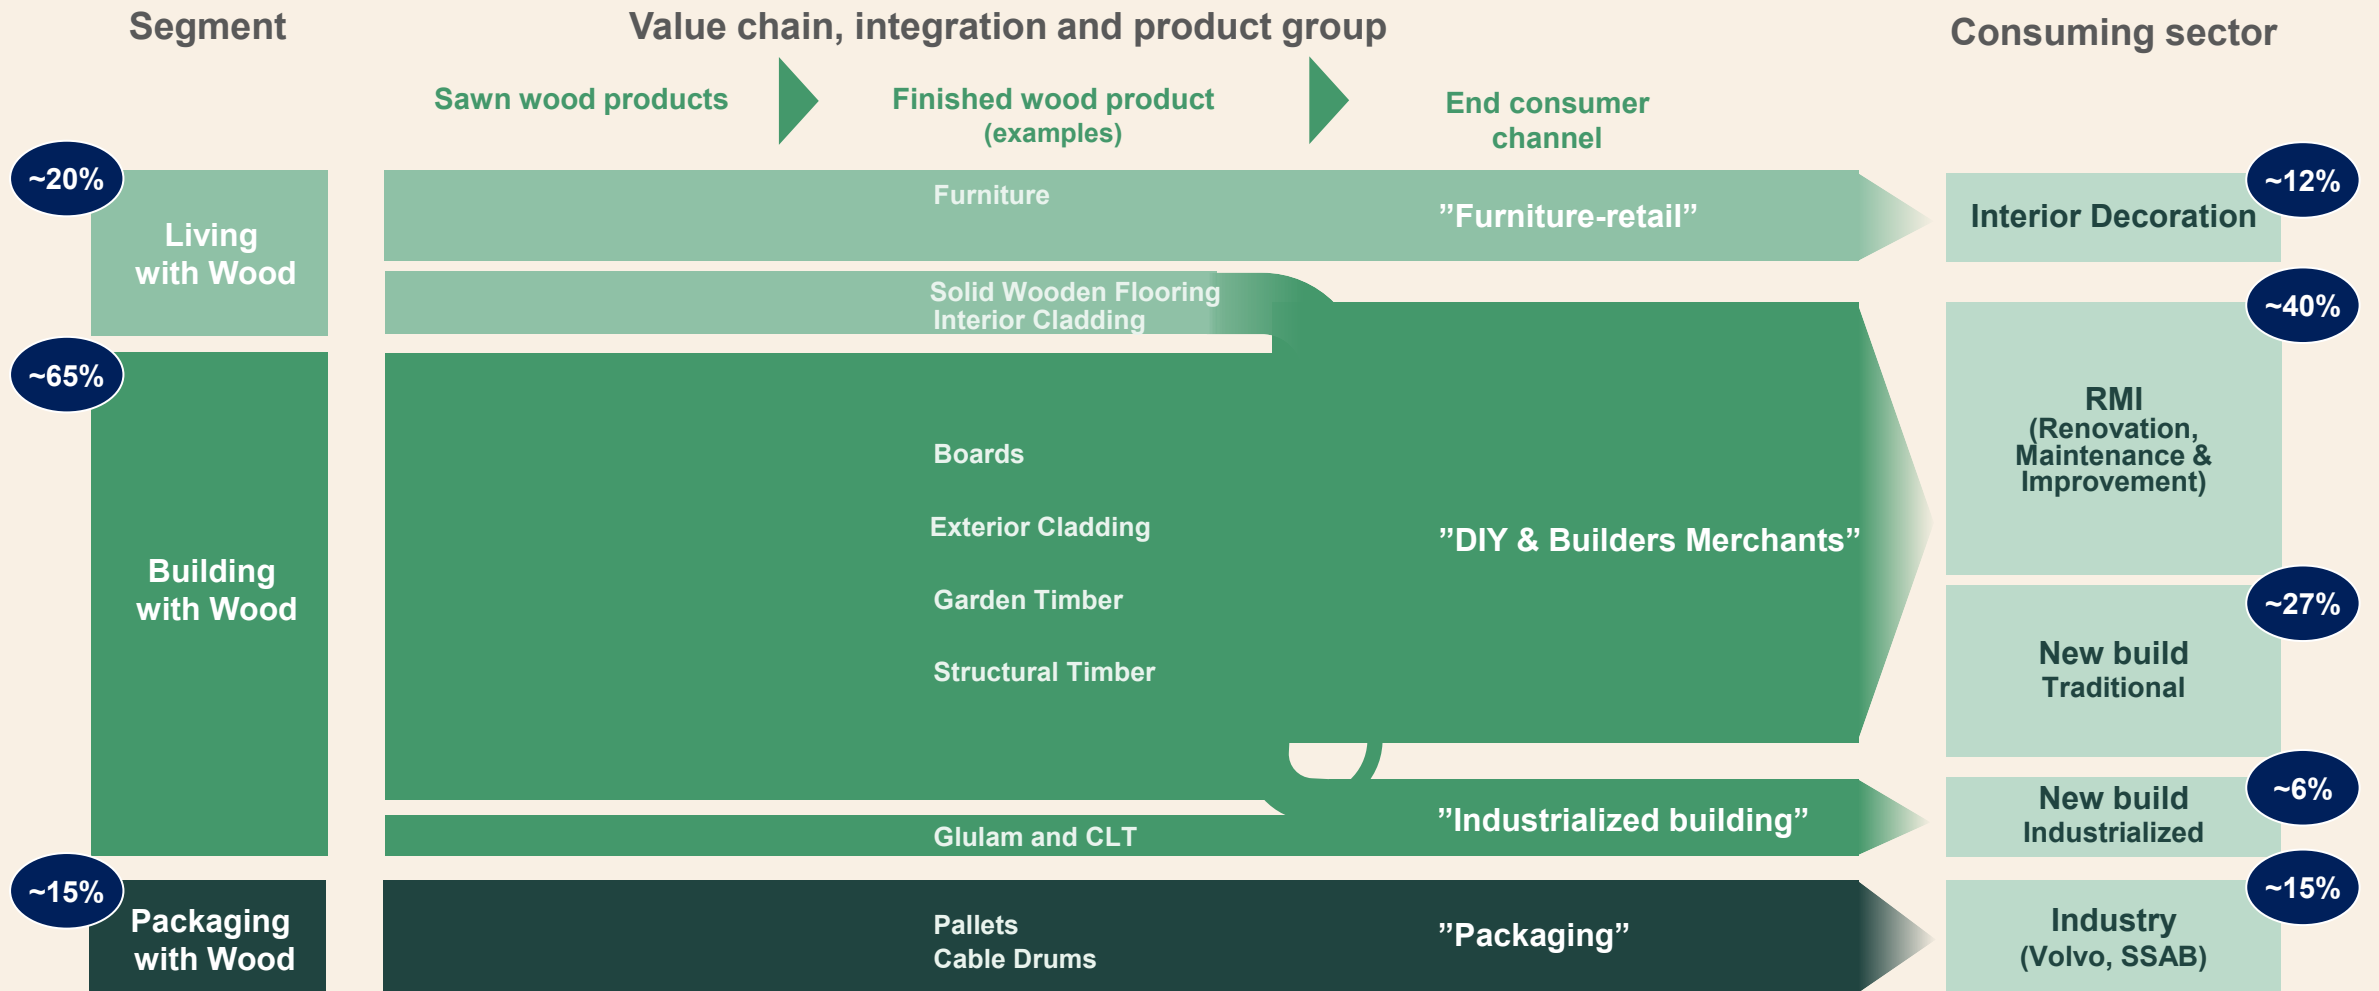 Segment
Value chain, integration and product group
Consuming sector
Sawn wood products
Finished wood product
(examples)
End consumer
channel
~20%
Living
with Wood
Furniture
”Furniture-retail”
~12%
Interior Decoration
Solid Wooden Flooring
Interior Cladding
~65%
Building
with Wood
Boards
Exterior Cladding
Garden Timber
Structural Timber
”DIY & Builders Merchants”
~40%
RMI
(Renovation,
Maintenance &
Improvement)
~27%
New build
Traditional
Glulam and CLT
”Industrialized building”
~6%
New build
Industrialized
~15%
Packaging
with Wood
Pallets
Cable Drums
”Packaging”
~15%
Industry
(Volvo, SSAB)